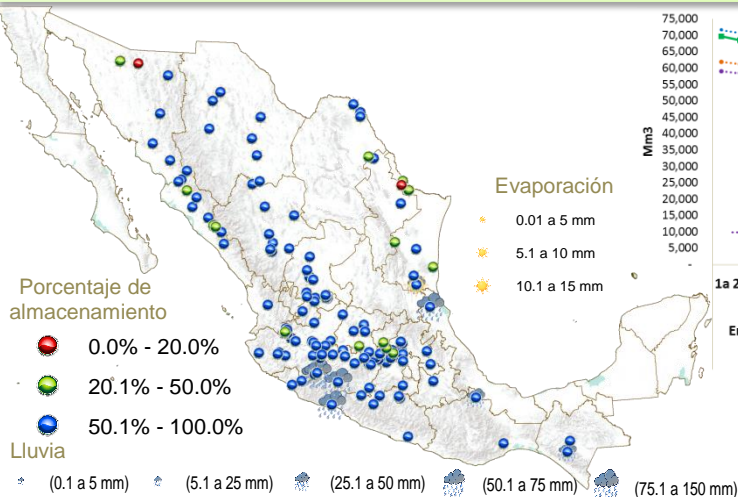 75,000
70,000
65,000
60,000
55,000
50,000
45,000
40,000
35,000
30,000
25,000
20,000
15,000
10,000
5,000
Mm3
Evaporación
0.01 a 5 mm
5.1 a 10 mm
10.1 a 15 mm
1a 2
En
Porcentaje de
almacenamiento
0.0% - 20.0%
20.1% - 50.0%
50.1% - 100.0%
Lluvia
(0.1 a 5 mm) (5.1 a 25 mm) (25.1 a 50 mm) (50.1 a 75 mm) (75.1 a 150 mm)